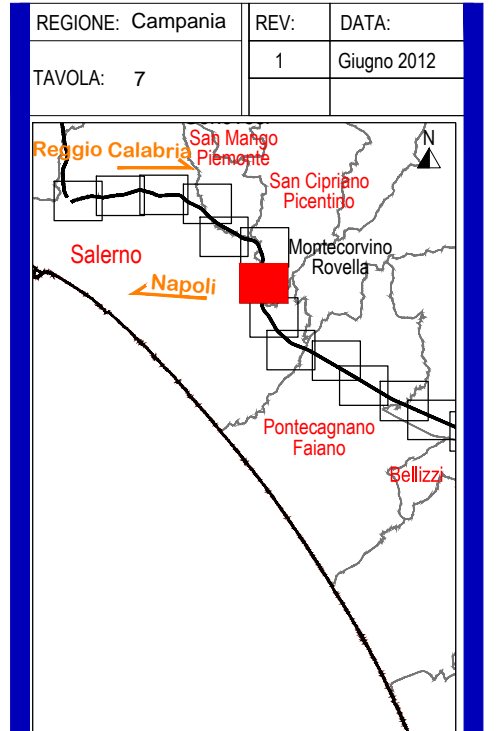 REGIONE: Campania
REV:
DATA:
1
Giugno 2012
TAVOLA: 7
N
San Mango
Piemonte
Reggio Calabria
San Cipriano
Picentino
Montecorvino
Rovella
Salerno
Napoli
Pontecagnano
Faiano
Bellizzi